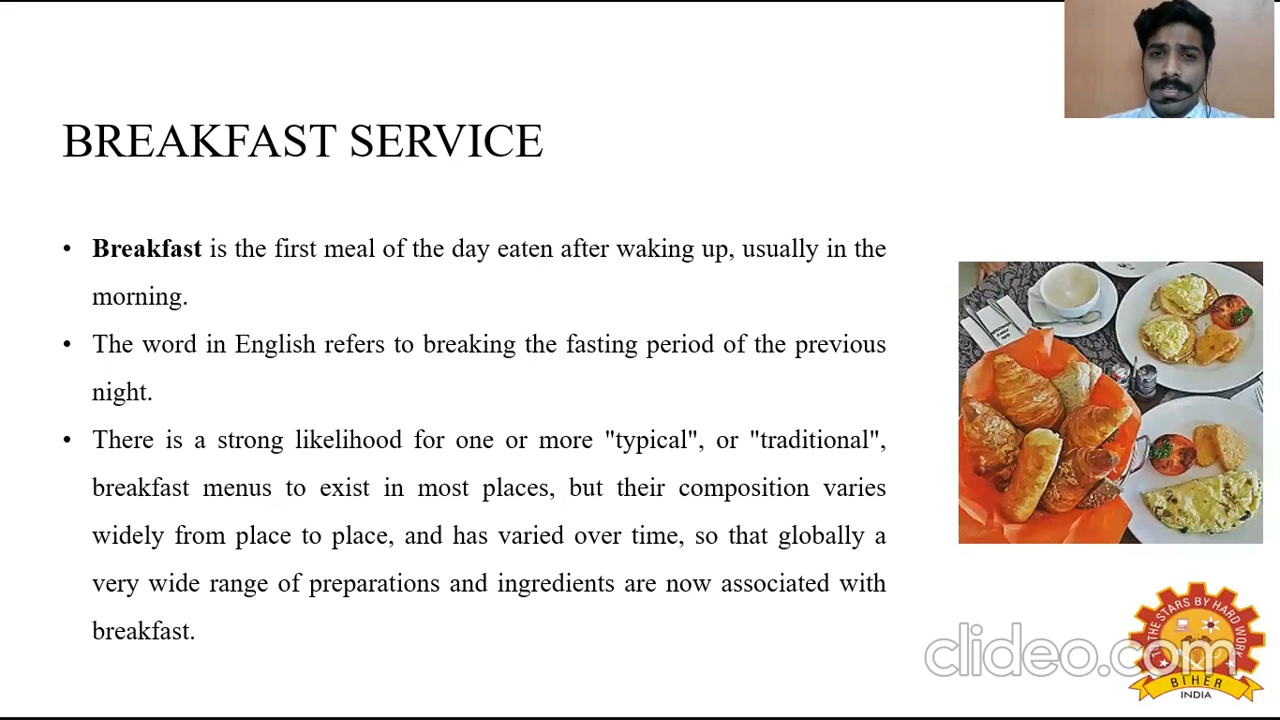 BREAKFAST SERVICE
• Breakfast is the first meal of the day eaten after waking up, usually in the
morning.
• The word in English refers to breaking the fasting period of the previous
night.
• There is a strong likelihood for one or more "typical", or "traditional",
breakfast menus to exist in most places, but their composition varies
widely from place to place, and has varied over time, so that globally a
very wide range of preparations and ingredients are now associated with
breakfast.
clideo.com
TO THE STARS BY HARD WORK
BIHER
INDIA